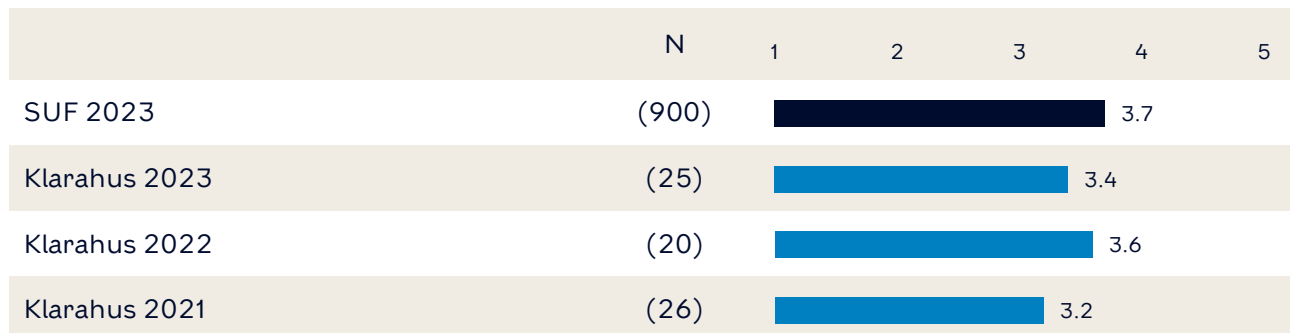 N 1 2 3 4 5
SUF 2023 (900) 3.7
Klarahus 2023 (25) 3.4
Klarahus 2022 (20) 3.6
Klarahus 2021 (26) 3.2